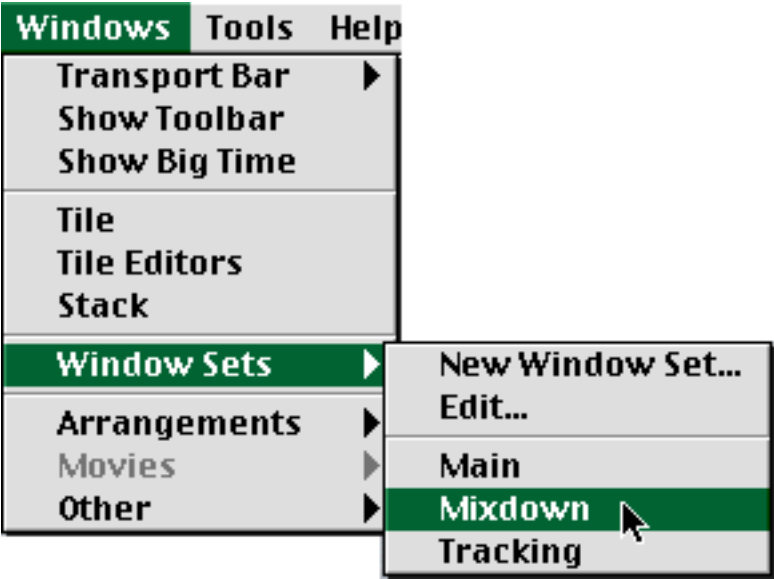 Windows Tools Help
Transport Bar
Show Toolbar
Show Big Time
Tile
Tile Editors
Stack
Window Sets
Arrangements
Movies
Other
New Window Set...
Edit...
Main
Mixdown
Tracking